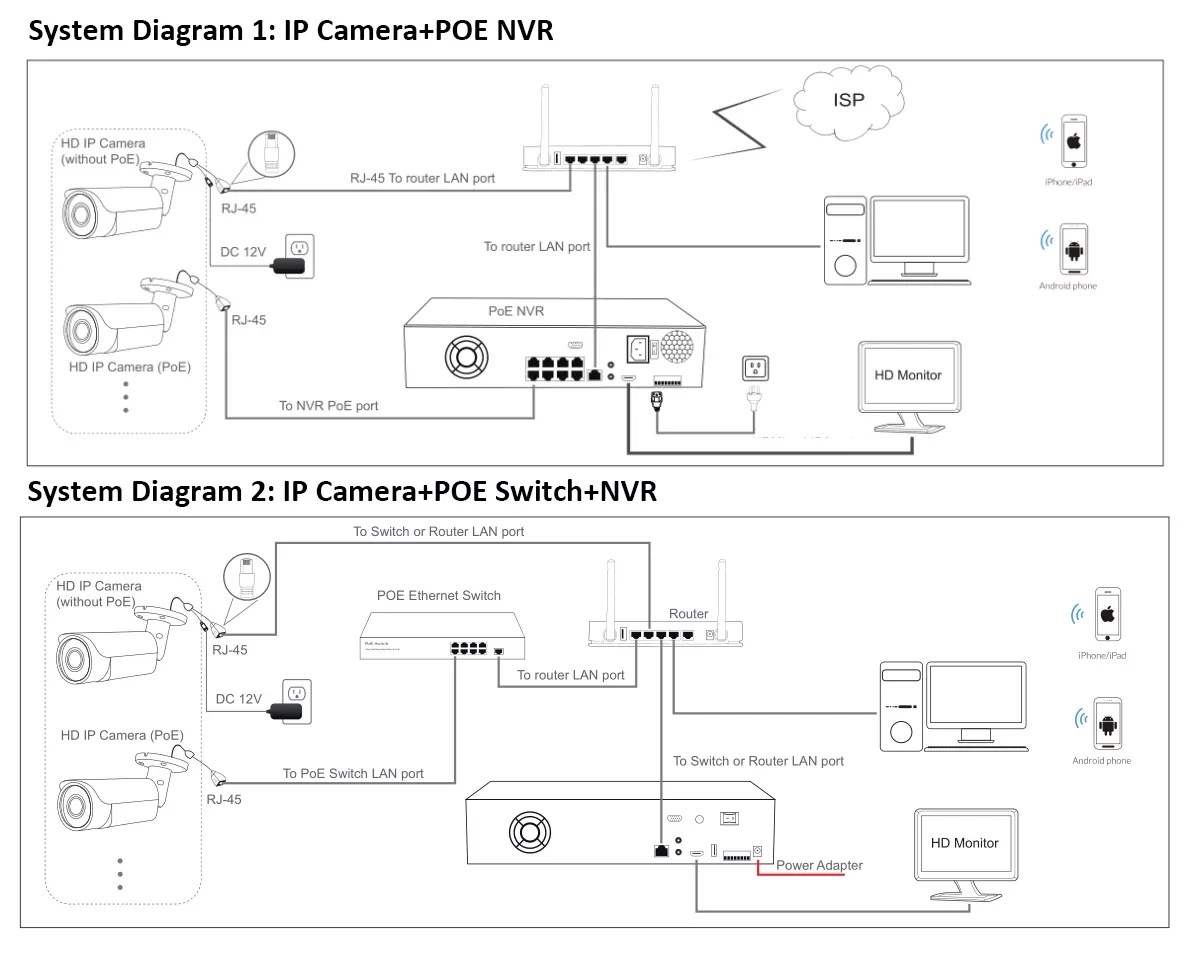 System Diagram 1: IP Camera+POE NVR
ISP
HD IP Camera
(without PoE)
RJ-45 To router LAN port
RJ-45
iPhone/iPad
DC 12V
To router LAN port
Android phone
RJ-45
PoE NVR
HD IP Camera (PoE)
HD Monitor
To NVR PoE port
System Diagram 2: IP Camera+POE Switch+NVR
To Switch or Router LAN port
HD IP Camera
(without PoE)
POE Ethernet Switch
Router
PoE Switch
RJ-45
iPhone/iPad
To router LAN port
DC 12V
HD IP Camera (PoE)
To PoE Switch LAN port
To Switch or Router LAN port
Android phone
RJ-45
HD Monitor
Power Adapter